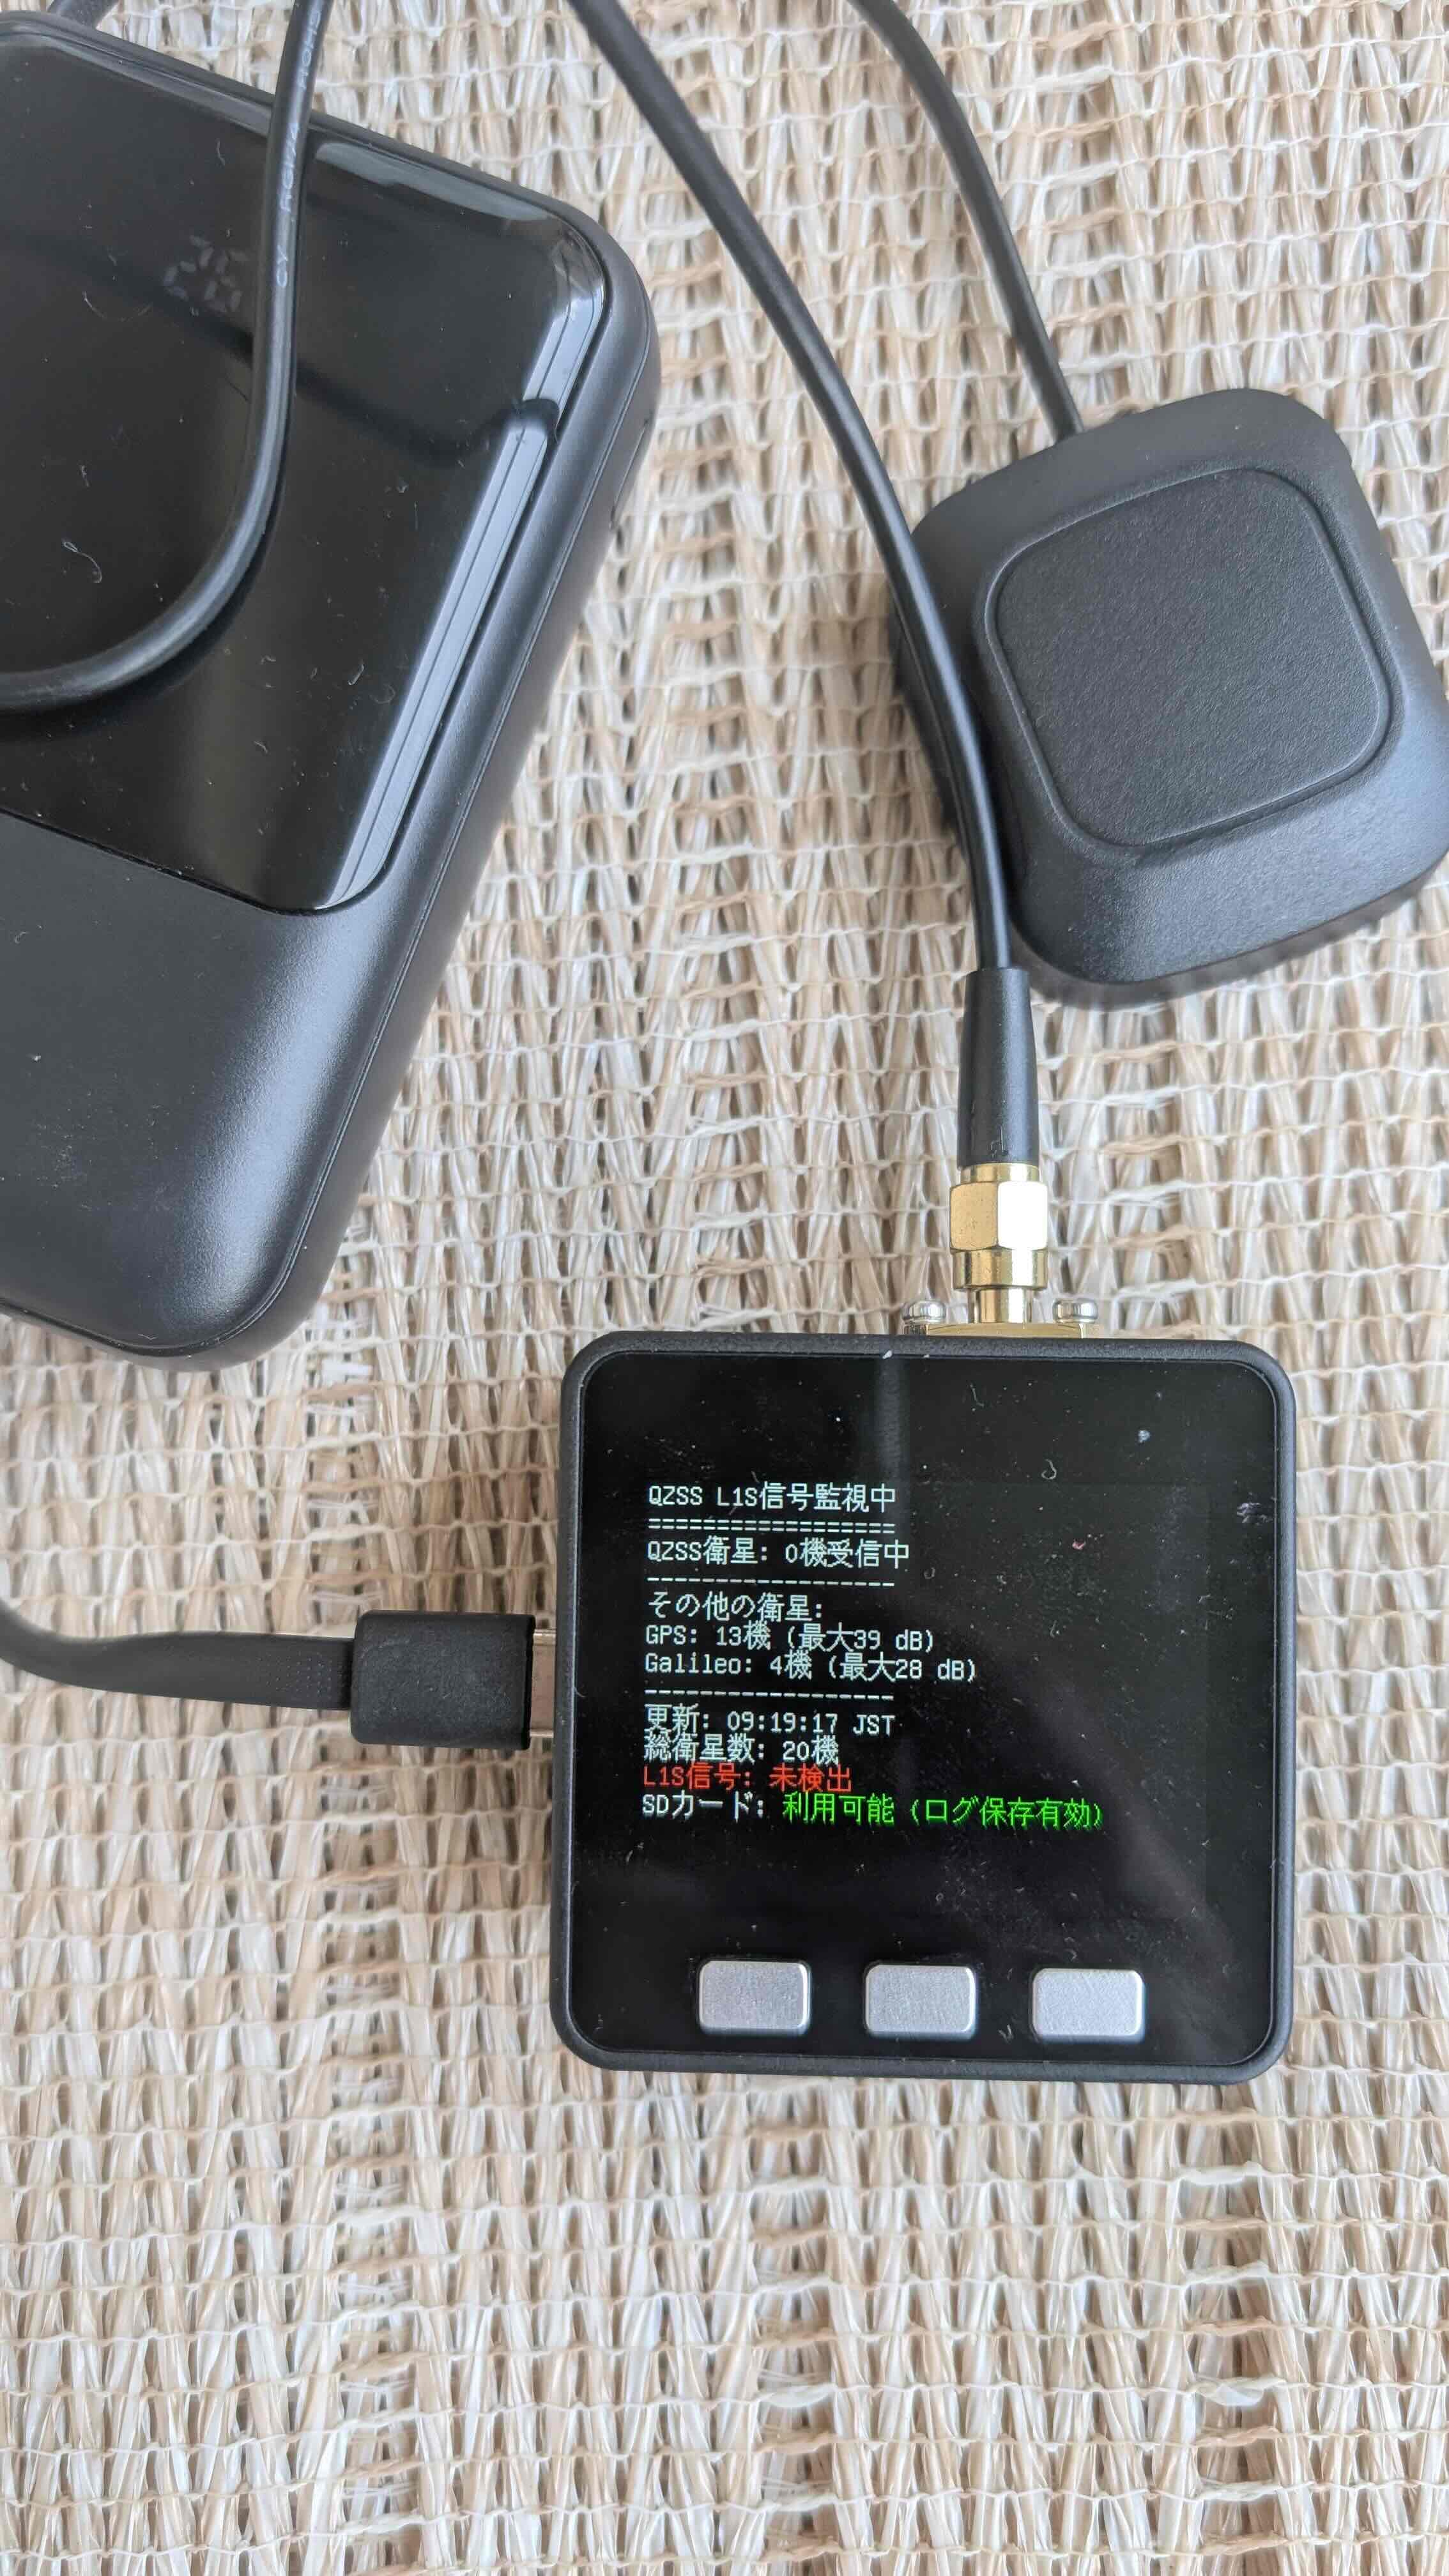 QZSS L1S信号監視中
==================
QZSS衛星: 0機受信中
------------------
その他の衛星:
GPS: 13機 (最大39 dB)
Galileo: 4機 (最大28 dB)
------------------
更新: 09:19:17 JST
総衛星数: 20機
L1S信号: 未検出
SDカード: 利用可能 (ログ保存有効)